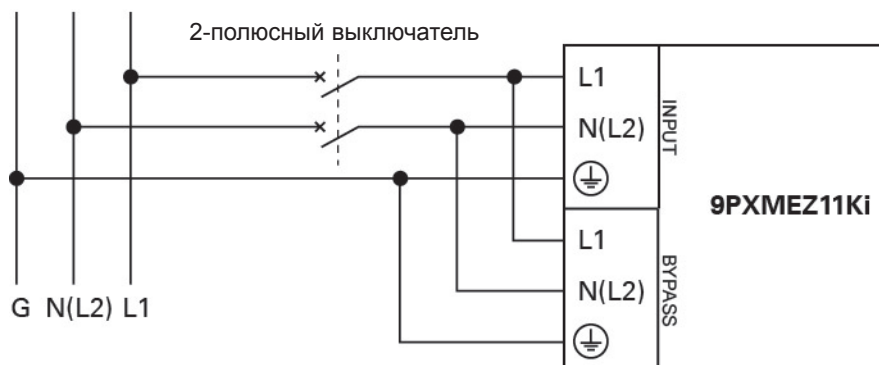 2-полюсный выключатель
L1
N(L2)
INPUT
9PXMEZ11Ki
L1
N(L2)
BYPASS
G N(L2) L1